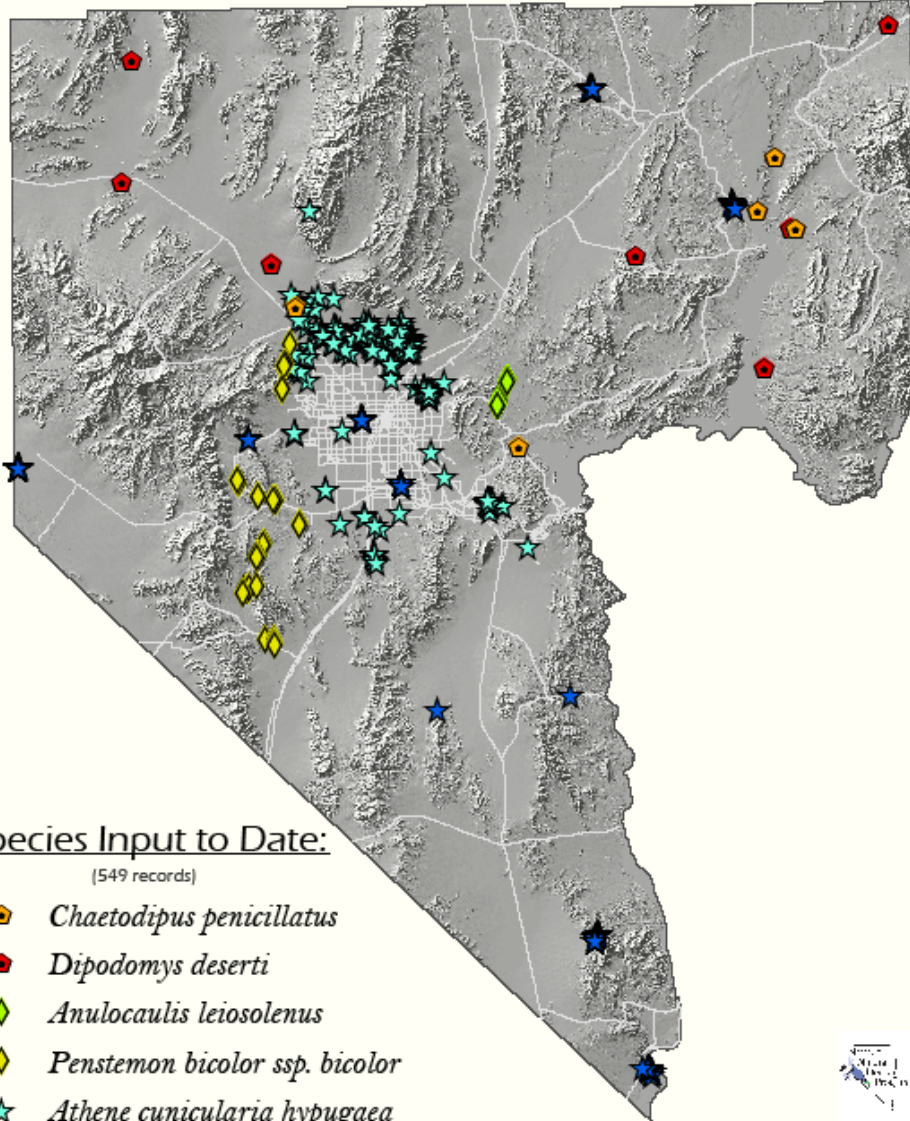 pecies Input to Date:
(549 records)
Chaetodipus penicillatus
Dipodomys deserti
Anulocaulis leiosolenus
Penstemon bicolor ssp. bicolor
Athene cunicularia hypugaea